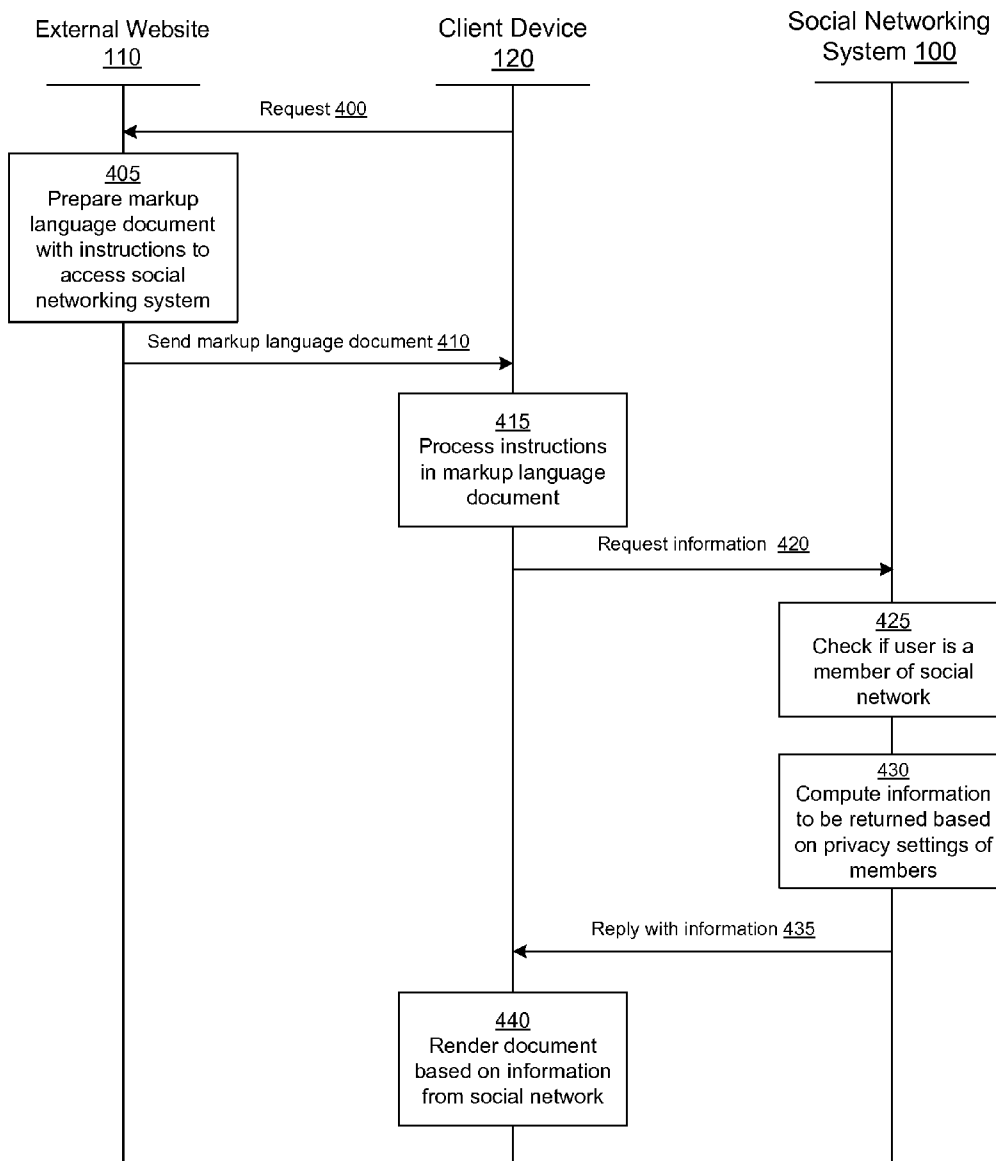 External Website
110
Client Device
120
Social Networking
System 100
Request 400
405
Prepare markup
language document
with instructions to
access social
networking system
Send markup language document 410
415
Process instructions
in markup language
document
Request information 420
425
Check if user is a
member of social
network
430
Compute information
to be returned based
on privacy settings of
members
Reply with information 435
440
Render document
based on information
from social network